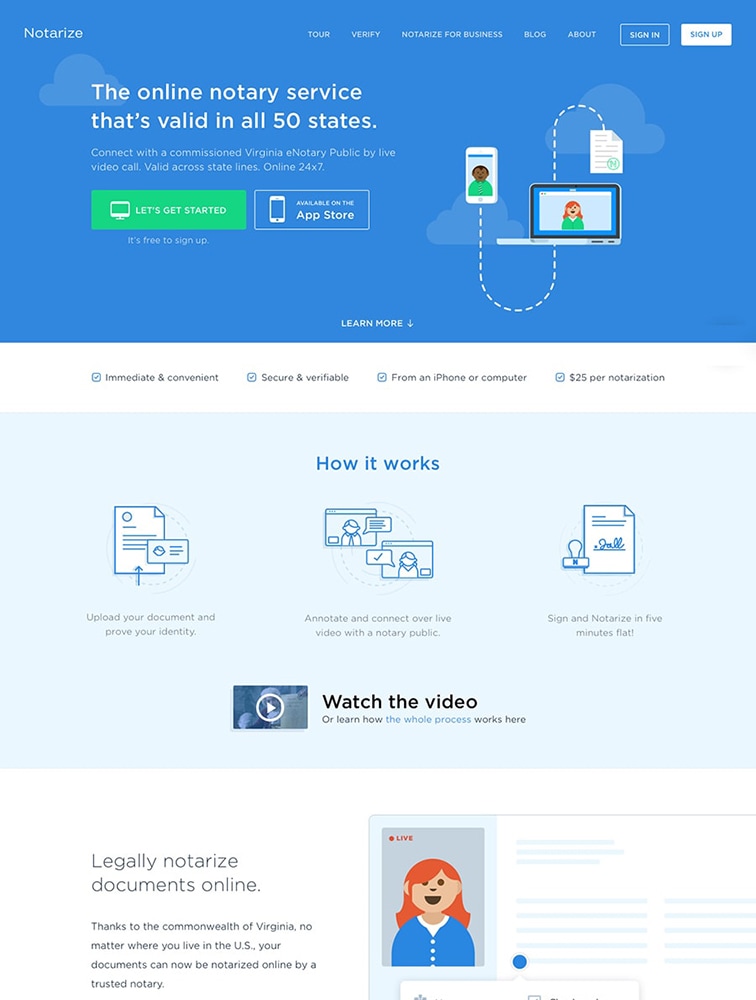 Notarize
TOUR
VERIFY
NOTARIZE FOR BUSINESS
BLOG
ABOUT
SIGN IN
SIGN UP
The online notary service
that's valid in all 50 states.
Connect with a commissioned Virginia eNotary Public by live
video call. Valid across state lines. Online 24x7.
LET'S GET STARTED
AVAILABLE ON THE
App Store
It's free to sign up.
N
LEARN MORE ↓
Immediate & convenient
Secure & verifiable
From an iPhone or computer
$25 per notarization
How it works
N
Upload your document and
prove your identity.
Annotate and connect over live
video with a notary public.
Sign and Notarize in five
minutes flat!
Watch the video
Or learn how the whole process works here
LIVE
Legally notarize
documents online.
Thanks to the commonwealth of Virginia, no
matter where you live in the U.S., your
documents can now be notarized online by a
trusted notary.